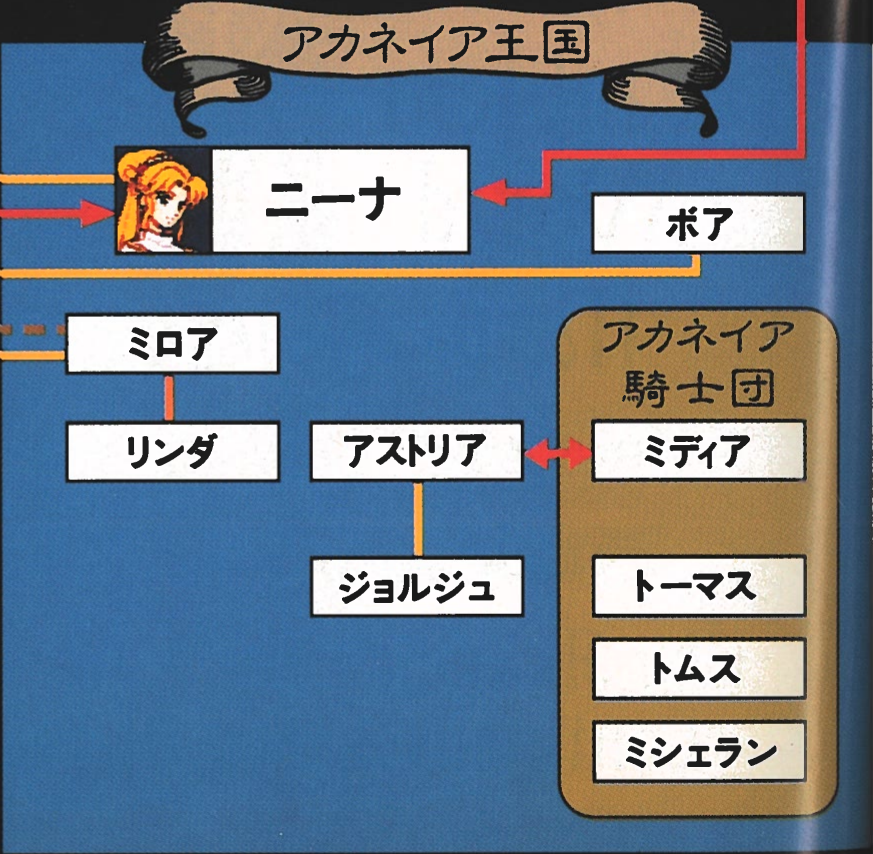 アカネイア王国
ニーナ
ボア
ミロア
アカネイア
騎士団
リンダ
アストリア
ミディア
ジョルジュ
トーマス
トムス
ミシェラン